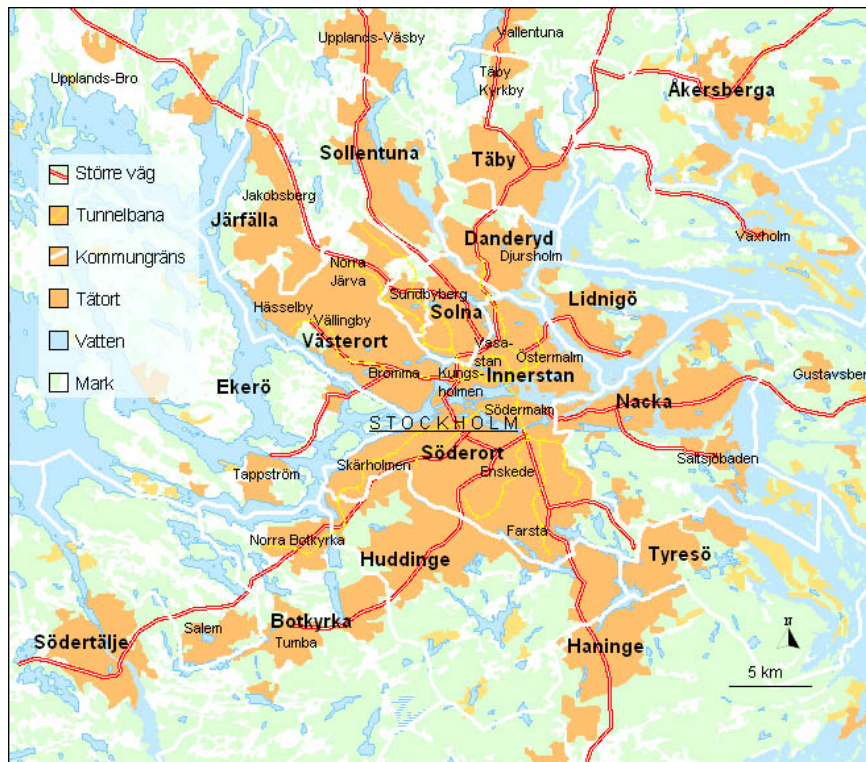 Vallentuna
Upplands-Väsby
Upplands-Bro
Täby
Kyrkby
Åkersberga
Sollentuna
Täby
Större väg
Tunnelbana
Kommungräns
Tätort
Vatten
Mark
Jakobsberg
Järfälla
Danderyd
Djursholm
Vaxholm
Norra
Järva
Sundbyberg
Solna
Lidnigö
Hässelby
Vällingby
Västerort
Vasa-
stan
Östermalm
Bromma
Kungs-
holmen
Innerstan
Ekerö
Gustavsber
Nacka
Södermalm
STOCKHOLM
Söderort
Skärholmen
Enskede
Saltsjöbaden
Tappström
Norra Botkyrka
Farsta
Huddinge
Tyresö
Södertälje
Salem
Botkyrka
Tumba
Haninge
N
5 km